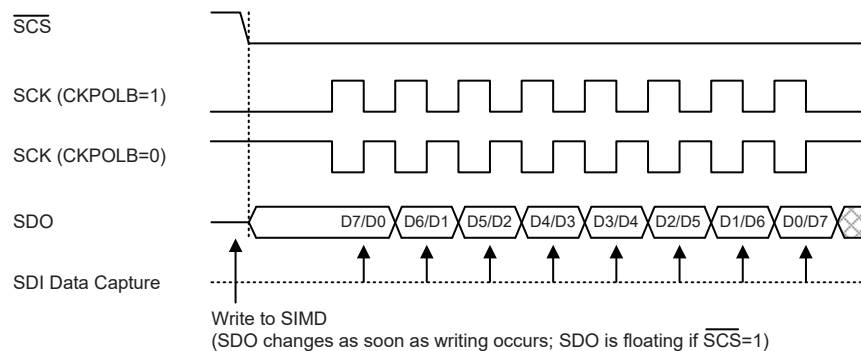 SCS
SCK (CKPOLB=1)
SCK (CKPOLB=0)
SDO
D7/D0 D6/D1 D5/D2 D4/D3 D3/D4 D2/D5 D1/D6 D0/D7
SDI Data Capture
Write to SIMD
(SDO changes as soon as writing occurs; SDO is floating if SCS=1)